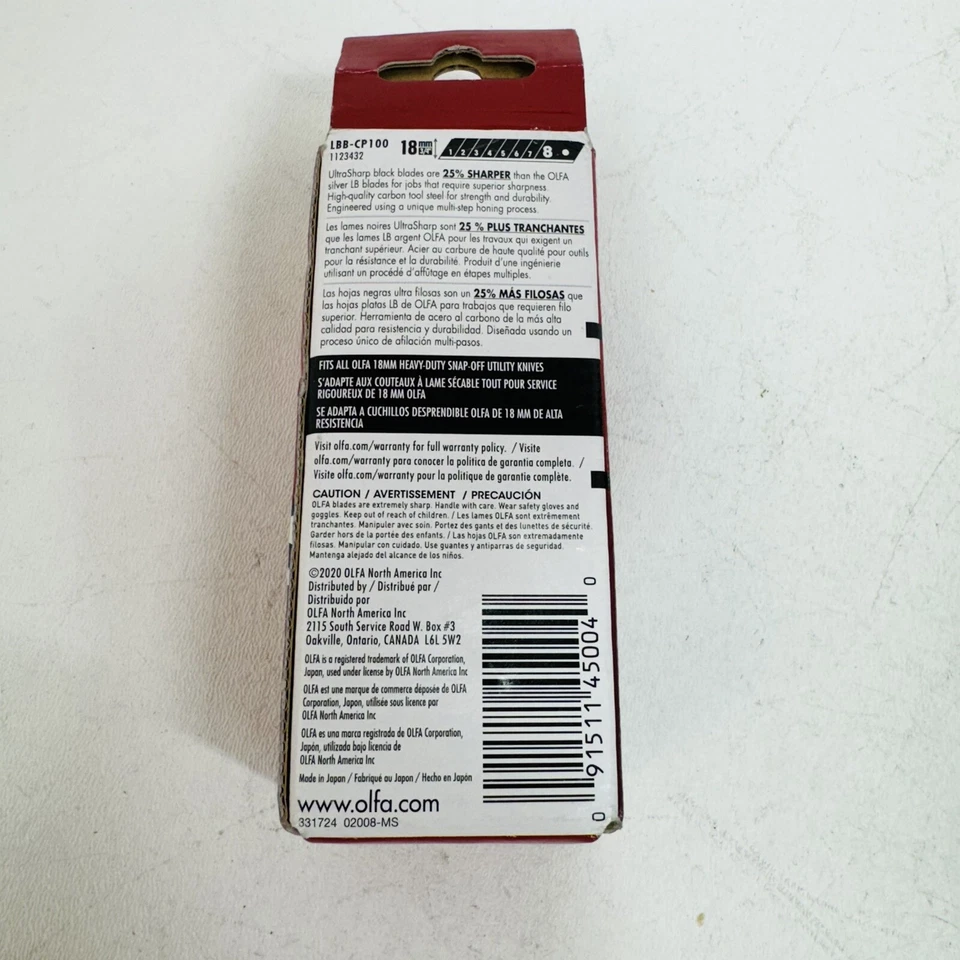 LBB-CP100 18mm 3/4"
1123432
1 2 3 4 5 6 7 8
UltraSharp black blades are 25% SHARPER than the OLFA
silver LB blades for jobs that require superior sharpness.
High-quality carbon tool steel for strength and durability.
Engineered using a unique multi-step honing process.
Les lames noires UltraSharp sont 25 % PLUS TRANCHANTES
que les lames LB argent OLFA pour les travaux qui exigent un
tranchant supérieur. Acier au carbure de haute qualité pour outils
pour la résistance et la durabilité. Produit d'une ingénierie
utilisant un procédé d'affûtage en étapes multiples.
Las hojas negras ultra filosas son un 25% MÁS FILOSAS que
las hojas platas LB de OLFA para trabajos que requieren filo
superior. Herramienta de acero al carbono de la más alta
calidad para resistencia y durabilidad. Diseñada usando un
proceso único de afilación multi-pasos.
FITS ALL OLFA 18MM HEAVY-DUTY SNAP-OFF UTILITY KNIVES
S'ADAPTE AUX COUTEAUX À LAME SÉCABLE TOUT POUR SERVICE
RIGOUREUX DE 18 MM OLFA
SE ADAPTA A CUCHILLOS DESPRENDIBLE OLFA DE 18 MM DE ALTA
RESISTENCIA
Visit olfa.com/warranty for full warranty policy. / Visite
olfa.com/warranty para conocer la politica de garantia completa. /
Visite olfa.com/warranty pour la politique de garantie complète.
CAUTION / AVERTISSEMENT / PRECAUCIÓN
OLFA blades are extremely sharp. Handle with care. Wear safety gloves and
goggles. Keep out of reach of children. / Les lames OLFA sont extrêmement
tranchantes. Manipuler avec soin. Portez des gants et des lunettes de sécurité.
Garder hors de la portée des enfants. / Las hojas OLFA son extremadamente
filosas. Manipular con cuidado. Use guantes y antiparras de seguridad.
Mantenga alejado del alcance de los niños.
©2020 OLFA North America Inc
Distributed by / Distribué par /
Distribuido por
OLFA North America Inc
2115 South Service Road W. Box #3
Oakville, Ontario, CANADA L6L 5W2
OLFA is a registered trademark of OLFA Corporation,
Japan, used under license by OLFA North America Inc
OLFA est une marque de commerce déposée de OLFA
Corporation, Japon, utilisée sous licence par
OLFA North America Inc
OLFA es una marca registrada de OLFA Corporation,
Japón, utilizada bajo licencia de
OLFA North America Inc
Made in Japan / Fabriqué au Japon / Hecho en Japón
www.olfa.com
331724 02008-MS
0 91511 45004 0